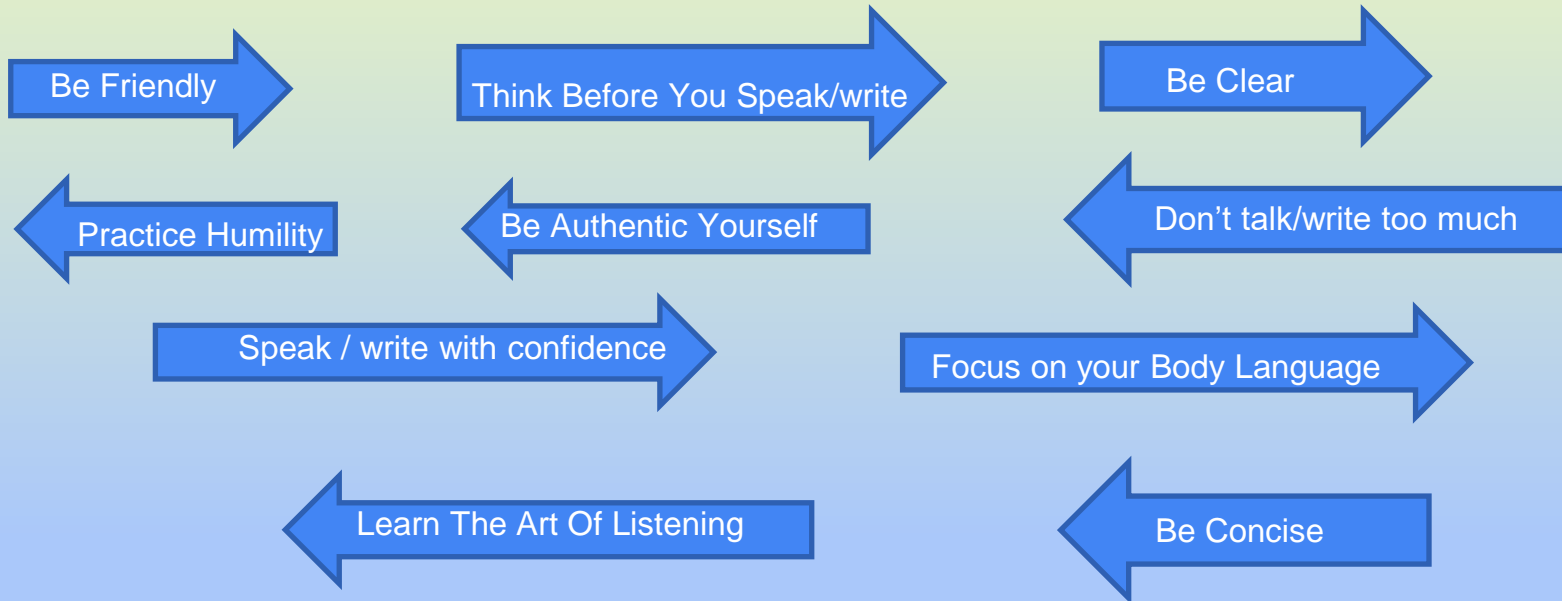 Be Friendly
Think Before You Speak/write
Be Clear
Practice Humility
Be Authentic Yourself
Don’t talk/write too much
Speak / write with confidence
Focus on your Body Language
Learn The Art Of Listening
Be Concise